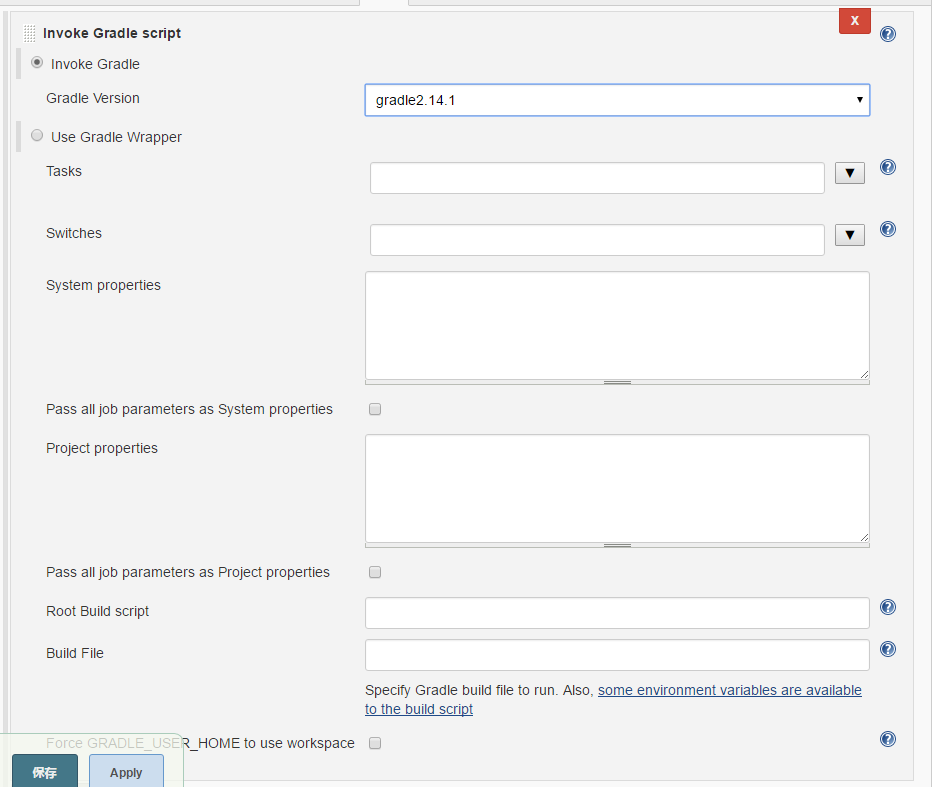 Invoke Gradle script
X
Invoke Gradle
Gradle Version
gradle2.14.1
Use Gradle Wrapper
Tasks
Switches
System properties
Pass all job parameters as System properties
Project properties
Pass all job parameters as Project properties
Root Build script
Build File
Specify Gradle build file to run. Also, some environment variables are available
to the build script
Force GRADLE_USER_HOME to use workspace
保存
Apply